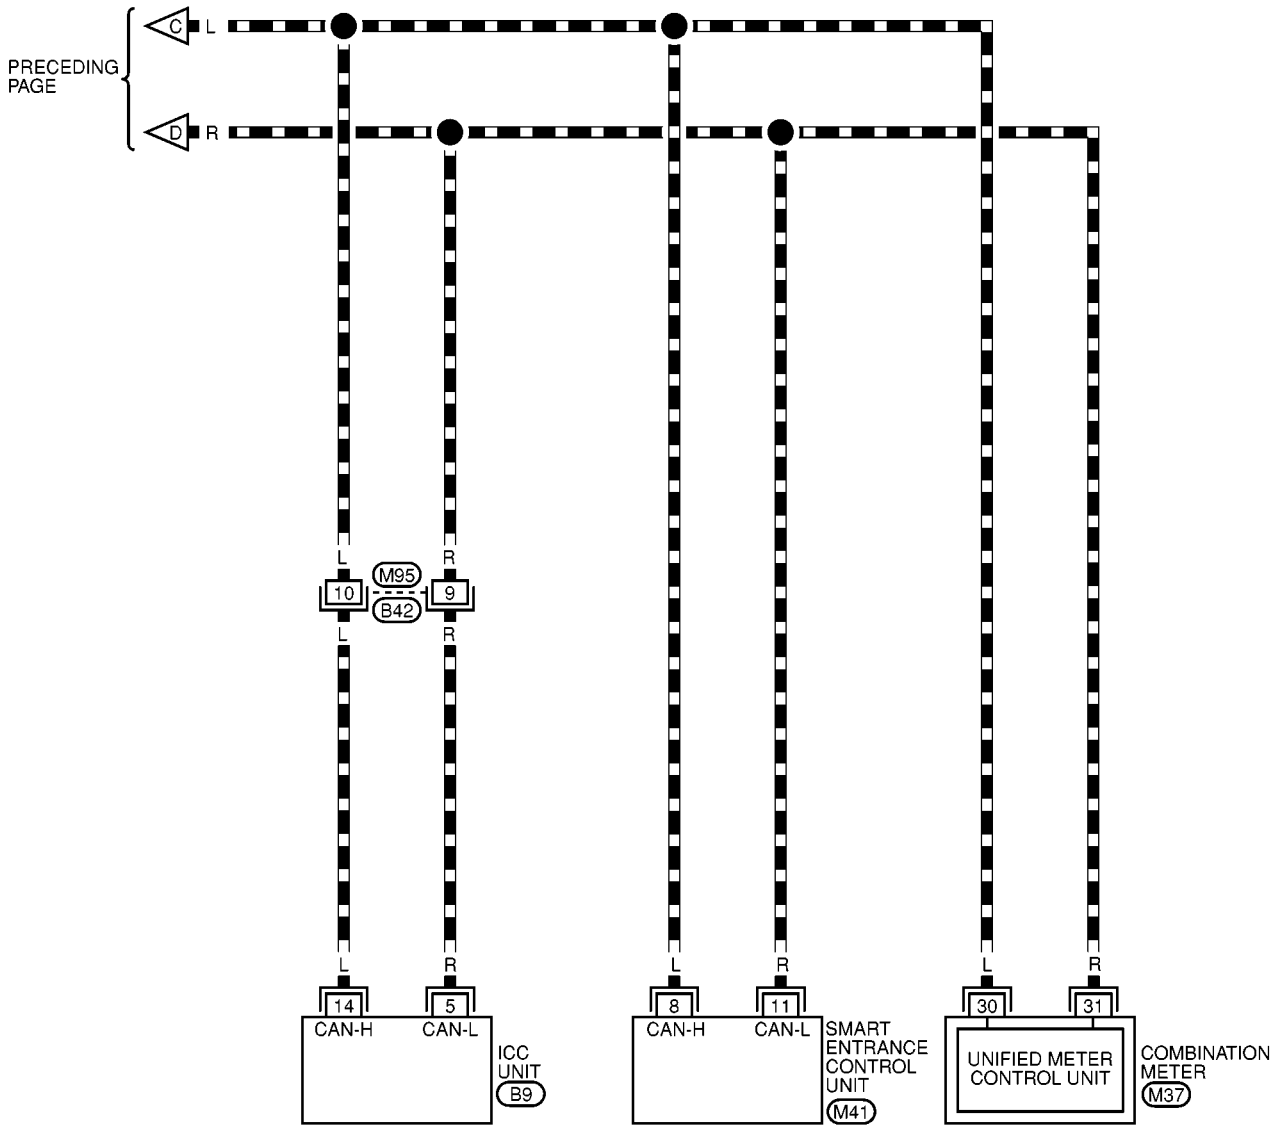 C L
PRECEDING
PAGE
D R
L R
10 M95 9
B42
L R
L R L R L R
14 5 8 11 30 31
CAN-H CAN-L CAN-H CAN-L
SMART
ENTRANCE
CONTROL
UNIT
M41
ICC
UNIT
B9
UNIFIED METER
CONTROL UNIT
COMBINATION
METER
M37